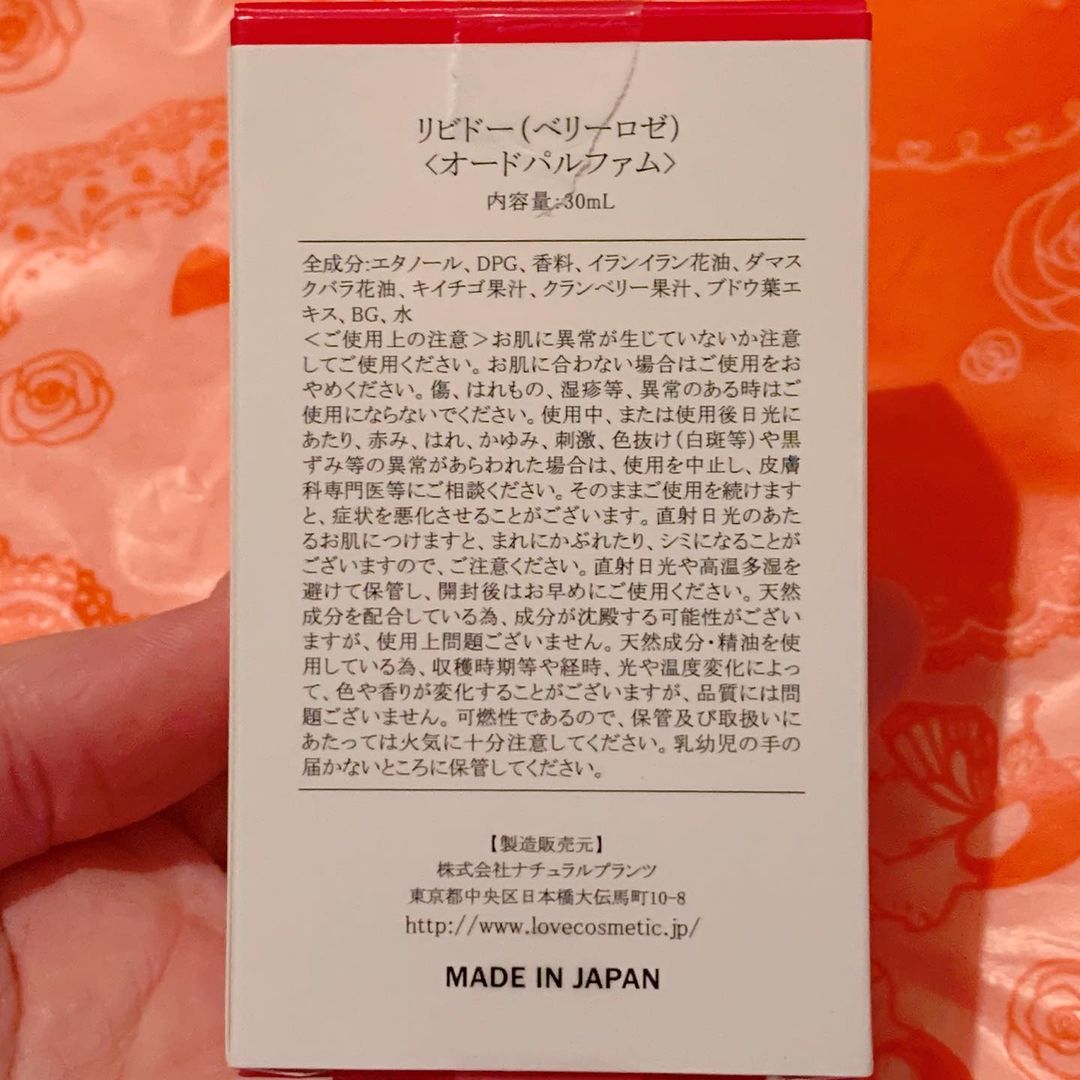 リビドー(ベリーロゼ)
〈オードパルファム〉
内容量:30mL
全成分:エタノール、DPG、香料、イランイラン花油、ダマス
クバラ花油、キイチゴ果汁、クランベリー果汁、ブドウ葉エ
キス、BG、水
＜ご使用上の注意＞お肌に異常が生じていないか注意
してご使用ください。お肌に合わない場合はご使用をお
やめください。傷、はれもの、湿疹等、異常のある時はご
使用にならないでください。使用中、または使用後日光に
あたり、赤み、はれ、かゆみ、刺激、色抜け(白斑等)や黒
ずみ等の異常があらわれた場合は、使用を中止し、皮膚
科専門医等にご相談ください。そのままご使用を続けます
と、症状を悪化させることがございます。直射日光のあた
るお肌につけますと、まれにかぶれたり、シミになることが
ございますので、ご注意ください。直射日光や高温多湿を
避けて保管し、開封後はお早めにご使用ください。天然
成分を配合している為、成分が沈殿する可能性がござい
ますが、使用上問題ございません。天然成分・精油を使
用している為、収穫時期等や経時、光や温度変化によっ
て、色や香りが変化することがございますが、品質には問
題ございません。可燃性であるので、保管及び取扱いに
あたっては火気に十分注意してください。乳幼児の手の
届かないところに保管してください。
【製造販売元】
株式会社ナチュラルプランツ
東京都中央区日本橋大伝馬町10-8
http://www.lovecosmetic.jp/
MADE IN JAPAN